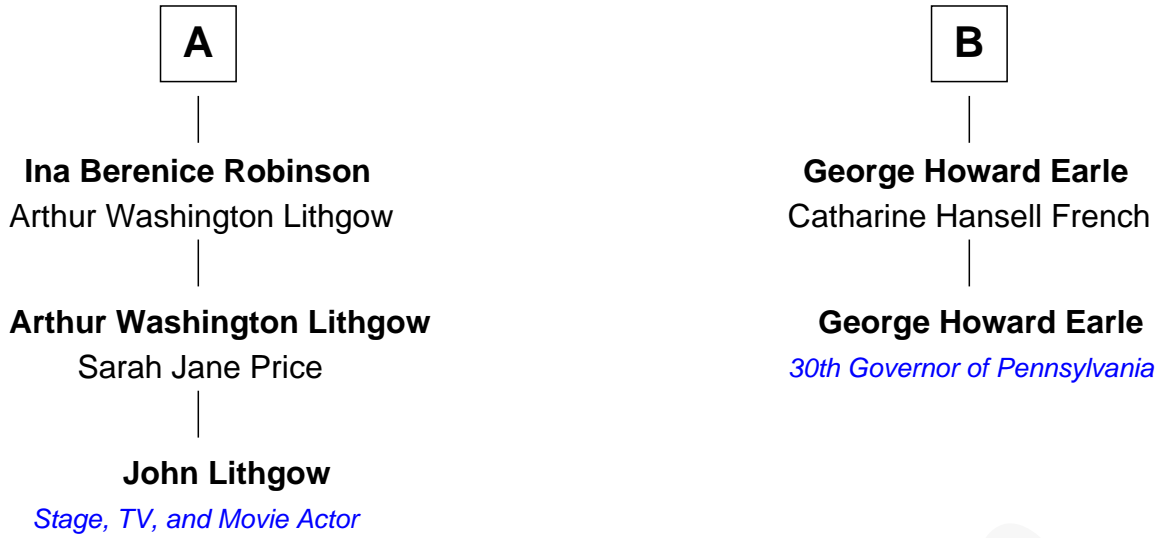 A
Ina Berenice Robinson
Arthur Washington Lithgow
Arthur Washington Lithgow
Sarah Jane Price
John Lithgow
Stage, TV, and Movie Actor
B
George Howard Earle
Catharine Hansell French
George Howard Earle
30th Governor of Pennsylvania